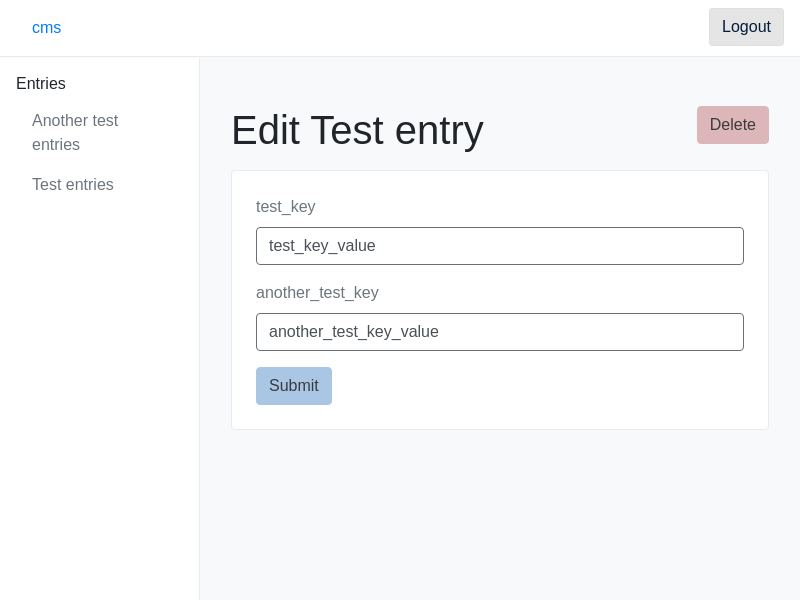 cms
Logout
Entries
Another test
entries
Test entries
Edit Test entry
Delete
test_key
test_key_value
another_test_key
another_test_key_value
Submit